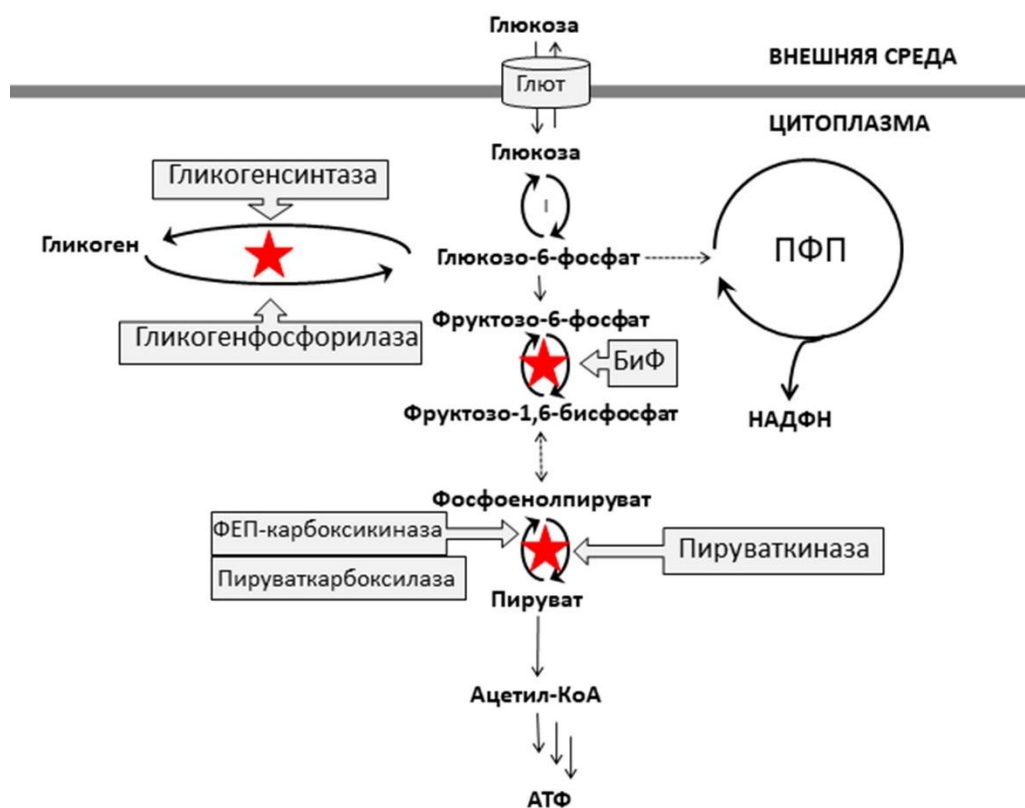 Глюкоза
ВНЕШНЯЯ СРЕДА
Глют
ЦИТОПЛАЗМА
Глюкоза
Гликогенсинтаза
I
Гликоген
Глюкозо-6-фосфат
ПФП
Фруктозо-6-фосфат
Гликогенфосфорилаза
БиФ
Фруктозо-1,6-бисфосфат
НАДФН
Фосфоенолпируват
ФЕП-карбоксикиназа
Пируваткиназа
Пируваткарбоксилаза
Пируват
Ацетил-КоА
АТФ